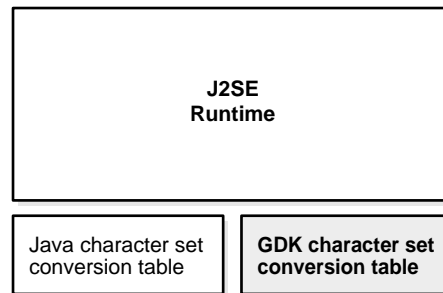 J2SE
Runtime
Java character set
conversion table
GDK character set
conversion table